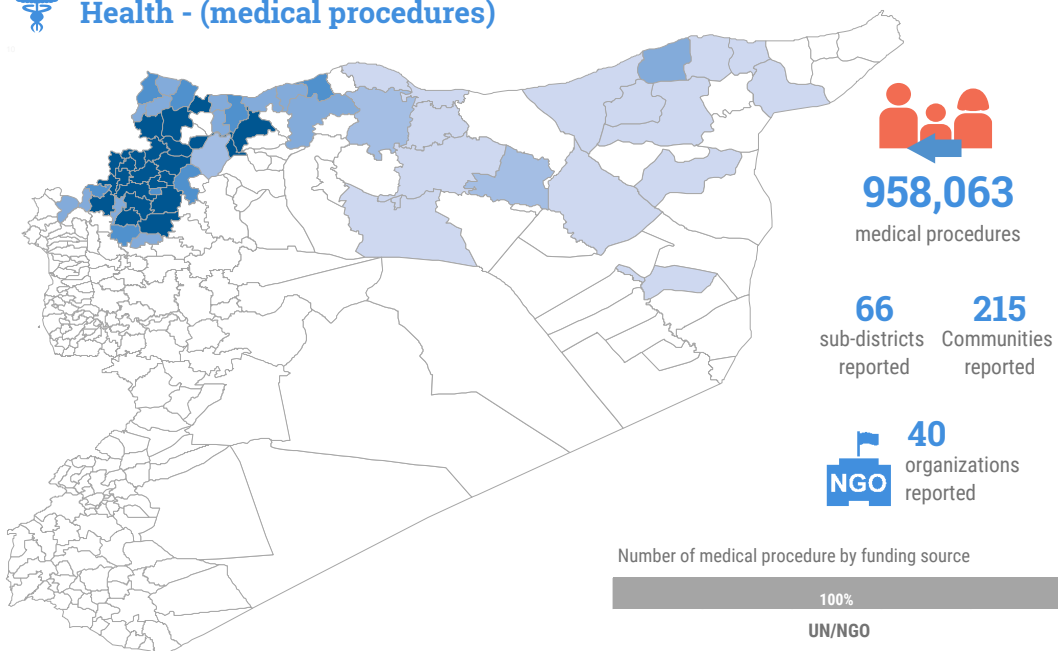 Health - (medical procedures)
958,063
medical procedures
66
sub-districts
reported
215
Communities
reported
40
organizations
reported
NGO
Number of medical procedure by funding source
100%
UN/NGO